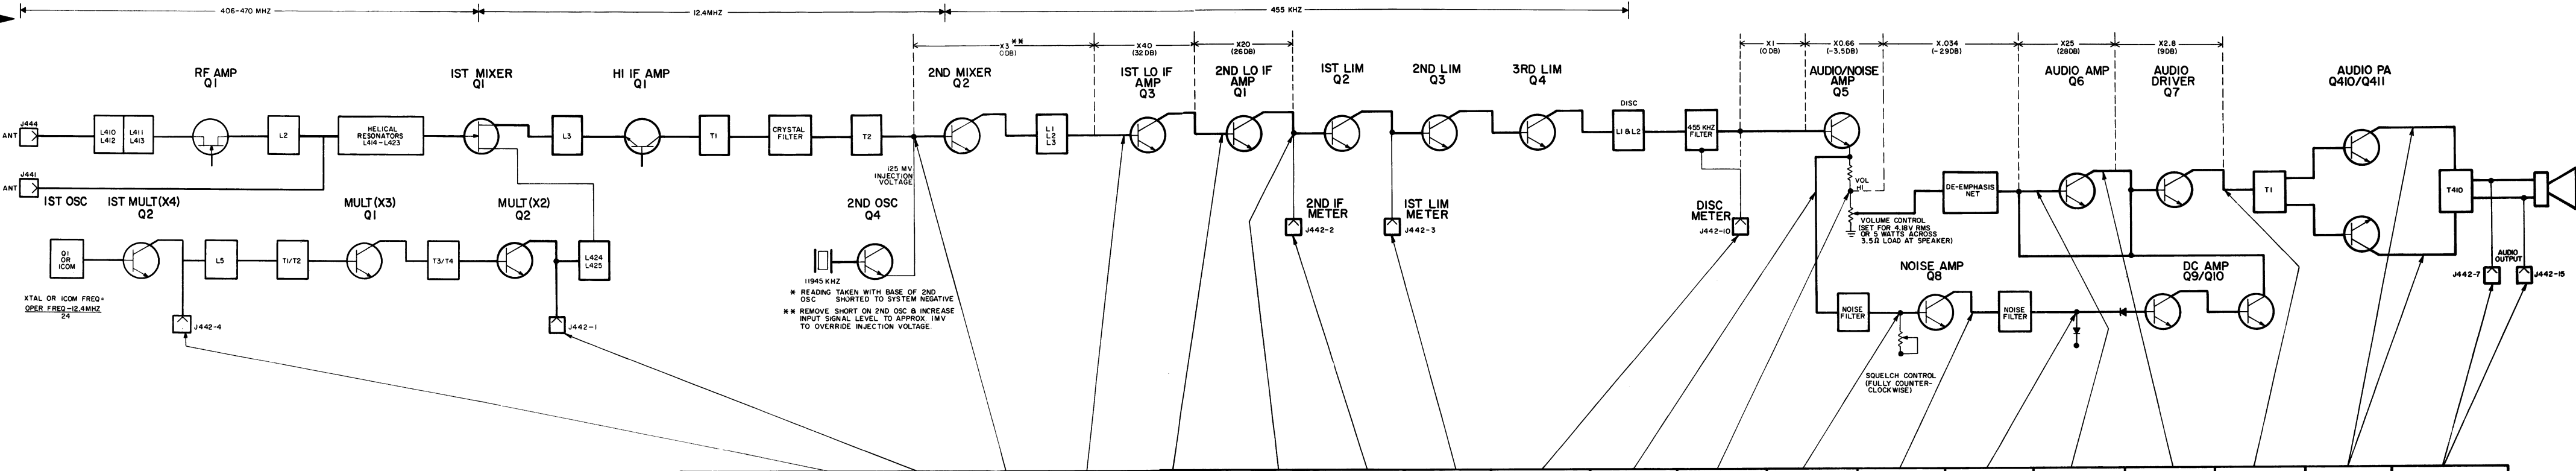 406-470 MHZ
12.4MHZ
455 KHZ
X3 **
(0DB)
X40
(32DB)
X20
(26DB)
X1
(0 DB)
X0.66
(-3.5DB)
X.034
(-29DB)
X25
(28DB)
X2.8
(9DB)
RF AMP
Q1
1ST MIXER
Q1
HI IF AMP
Q1
2ND MIXER
Q2
1ST LO IF
AMP
Q3
2ND LO IF
AMP
Q1
1ST LIM
Q2
2ND LIM
Q3
3RD LIM
Q4
DISC
AUDIO/NOISE
AMP
Q5
AUDIO AMP
Q6
AUDIO
DRIVER
Q7
AUDIO PA
Q410/Q411
J444
ANT
L410
L412
L411
L413
L2
HELICAL
RESONATORS
L414-L423
L3
T1
CRYSTAL
FILTER
T2
L1
L2
L3
L1 & L2
455 KHZ
FILTER
125 MV
INJECTION
VOLTAGE
VOL
HI
J441
ANT
DE-EMPHASIS
NET
T1
T410
1ST OSC
1ST MULT(X4)
Q2
MULT(X3)
Q1
MULT(X2)
Q2
2ND OSC
Q4
2ND IF
METER
J442-2
1ST LIM
METER
J442-3
DISC
METER
J442-10
VOLUME CONTROL
(SET FOR 4.18V RMS
OR 5 WATTS ACROSS
3.5Ω LOAD AT SPEAKER)
Q1
OR
ICOM
L5
T1/T2
T3/T4
L424
L425
11945 KHZ
* READING TAKEN WITH BASE OF 2ND
OSC SHORTED TO SYSTEM NEGATIVE
** REMOVE SHORT ON 2ND OSC & INCREASE
INPUT SIGNAL LEVEL TO APPROX. 1MV
TO OVERRIDE INJECTION VOLTAGE.
XTAL OR ICOM FREQ=
OPER FREQ-12.4MHZ
24
J442-4
J442-1
NOISE AMP
Q8
DC AMP
Q9/Q10
NOISE
FILTER
NOISE
FILTER
SQUELCH CONTROL
(FULLY COUNTER-
CLOCKWISE)
AUDIO
OUTPUT
J442-7
J442-15